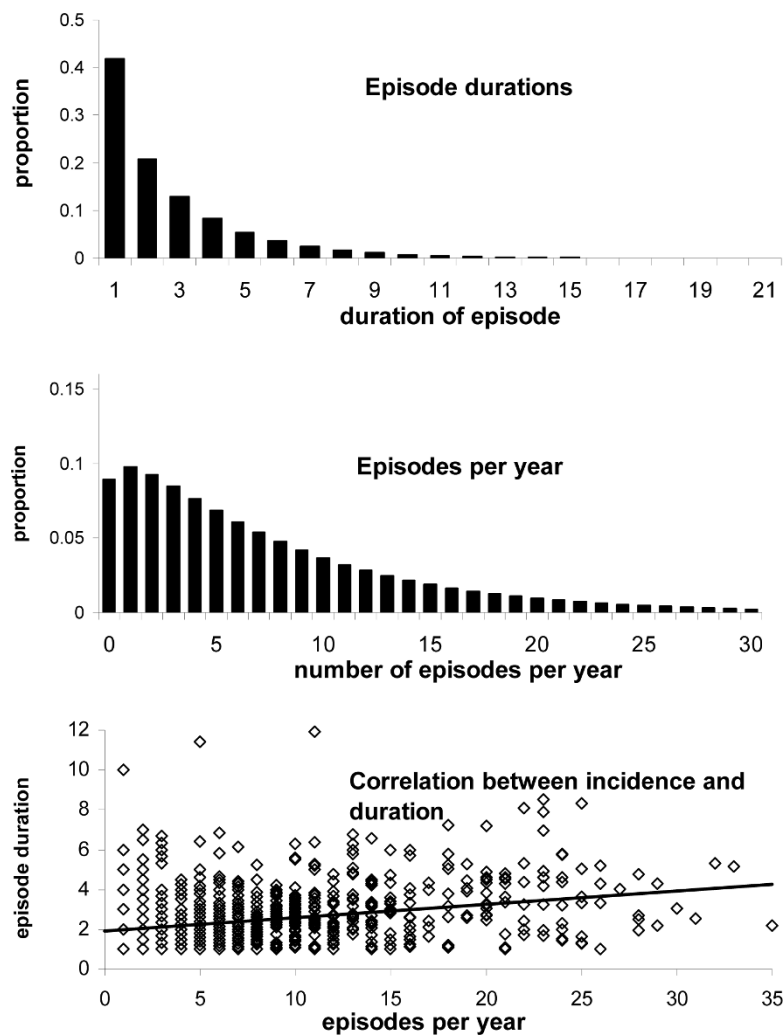 0.5
0.4
0.3
0.2
0.1
0
proportion
Episode durations
1 3 5 7 9 11 13 15 17 19 21
duration of episode
0.15
0.1
0.05
0
proportion
Episodes per year
0 5 10 15 20 25 30
number of episodes per year
12
10
8
6
4
2
0
episode duration
Correlation between incidence and
duration
0 5 10 15 20 25 30 35
episodes per year